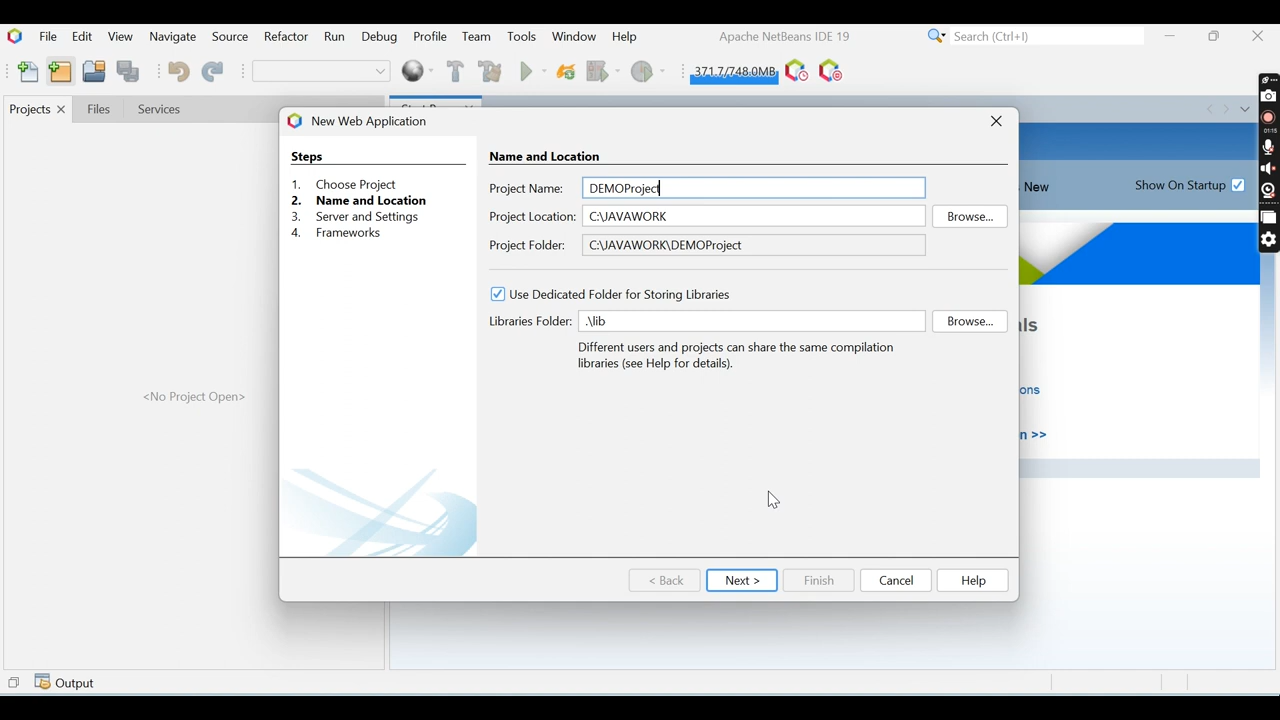 File Edit View Navigate Source Refactor Run Debug Profile Team Tools Window Help Apache NetBeans IDE 19 Search (Ctrl+I)
371.7/748.0MB
Projects Files Services
New Web Application
01:15
Steps
1. Choose Project
2. Name and Location
3. Server and Settings
4. Frameworks
Name and Location
Project Name: DEMOProject
Project Location: C:\JAVAWORK Browse...
Project Folder: C:\JAVAWORK\DEMOProject
Use Dedicated Folder for Storing Libraries
Libraries Folder: .\lib Browse...
Different users and projects can share the same compilation
libraries (see Help for details).
< Back Next > Finish Cancel Help
New Show On Startup
als
ons
n >>
<No Project Open>
Output